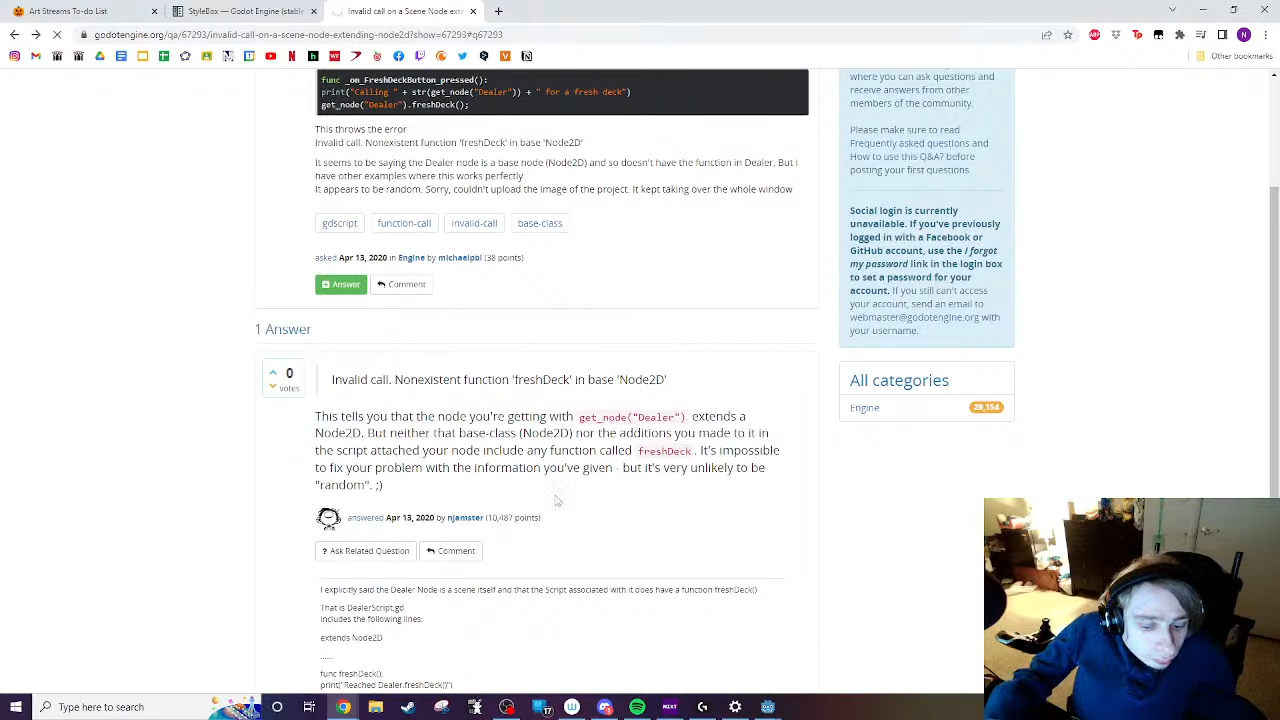 Art Streams To-do List
StyleBox — Godot Engine (stable
Invalid call on a Scene Node exte
godotengine.org/qa/67293/invalid-call-on-a-scene-node-extending-node2d?show=67293#q67293
N
Other bookmarks
func _on_FreshDeckButton_pressed():
print("Calling " + str(get_node("Dealer")) + " for a fresh deck")
get_node("Dealer").freshDeck();
This throws the error
Invalid call. Nonexistent function 'freshDeck' in base 'Node2D'
It seems to be saying the Dealer node is a base node (Node2D) and so doesn't have the function in Dealer. But I
have other examples where this works perfectly.
It appears to be random. Sorry, couldn't upload the image of the project. It kept taking over the whole window
gdscript
function-call
invalid-call
base-class
asked Apr 13, 2020 in Engine by michaelpbl (38 points)
Answer
Comment
1 Answer
0
votes
Invalid call. Nonexistent function 'freshDeck' in base 'Node2D'
This tells you that the node you're getting with get_node("Dealer") extends a
Node2D. But neither that base-class (Node2D) nor the additions you made to it in
the script attached your node include any function called freshDeck. It's impossible
to fix your problem with the information you've given - but it's very unlikely to be
"random". ;)
answered Apr 13, 2020 by njamster (10,487 points)
? Ask Related Question
Comment
I explicitly said the Dealer Node is a scene itself and that the Script associated with it does have a function freshDeck()
That is DealerScript.gd
includes the following lines:
extends Node2D
......
func freshDeck():
print("Reached Dealer.freshDeck()")
where you can ask questions and
receive answers from other
members of the community.
Please make sure to read
Frequently asked questions and
How to use this Q&A? before
posting your first questions.
Social login is currently
unavailable. If you've previously
logged in with a Facebook or
GitHub account, use the I forgot
my password link in the login box
to set a password for your
account. If you still can't access
your account, send an email to
webmaster@godotengine.org with
your username.
All categories
Engine
29,154
Type here to search
17